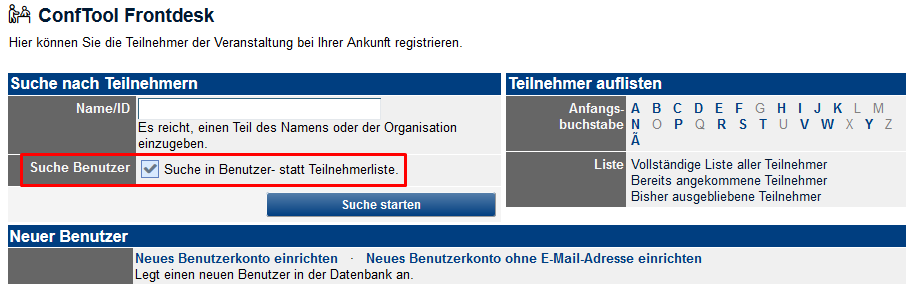 ConfTool Frontdesk
Hier können Sie die Teilnehmer der Veranstaltung bei Ihrer Ankunft registrieren.
Suche nach Teilnehmern
Name/ID
Es reicht, einen Teil des Namens oder der Organisation
einzugeben.
Suche Benutzer Suche in Benutzer- statt Teilnehmerliste.
Suche starten
Teilnehmer auflisten
Anfangs- A B C D E F G H I J K L M
buchstabe N O P Q R S T U V W X Y Z
Ã
Liste Vollständige Liste aller Teilnehmer
Bereits angekommene Teilnehmer
Bisher ausgebliebene Teilnehmer
Neuer Benutzer
Neues Benutzerkonto einrichten · Neues Benutzerkonto ohne E-Mail-Adresse einrichten
Legt einen neuen Benutzer in der Datenbank an.